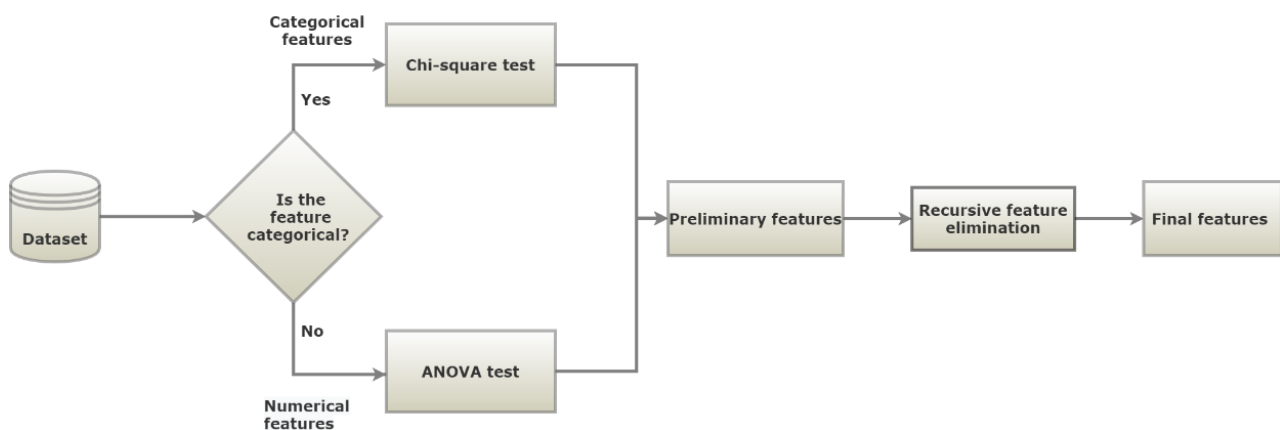 Categorical
features
Chi-square test
Yes
Dataset
Is the
feature
categorical?
Preliminary features
Recursive feature
elimination
Final features
No
ANOVA test
Numerical
features